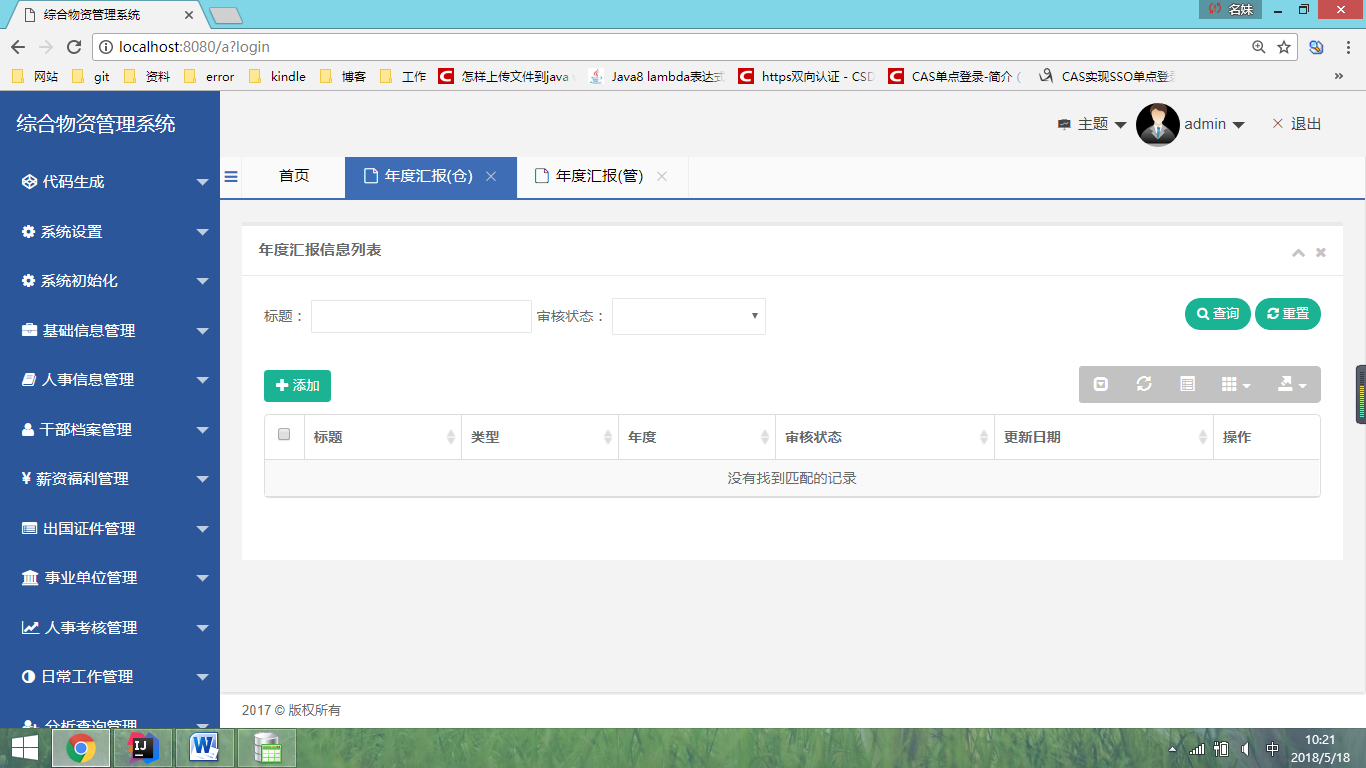 综合物资管理系统
名妹
localhost:8080/a?login
网站 git 资料 error kindle 博客 工作 怎样上传文件到java Java8 lambda表达式 https双向认证 - CSD CAS单点登录-简介 ( CAS实现SSO单点登录
综合物资管理系统
主题 admin 退出
首页 年度汇报(仓) 年度汇报(管)
代码生成
系统设置
系统初始化
基础信息管理
人事信息管理
干部档案管理
薪资福利管理
出国证件管理
事业单位管理
人事考核管理
日常工作管理
分析查询管理
年度汇报信息列表
标题： 审核状态： 查询 重置
添加
标题 类型 年度 审核状态 更新日期 操作
没有找到匹配的记录
2017 © 版权所有
中
10:21
2018/5/18